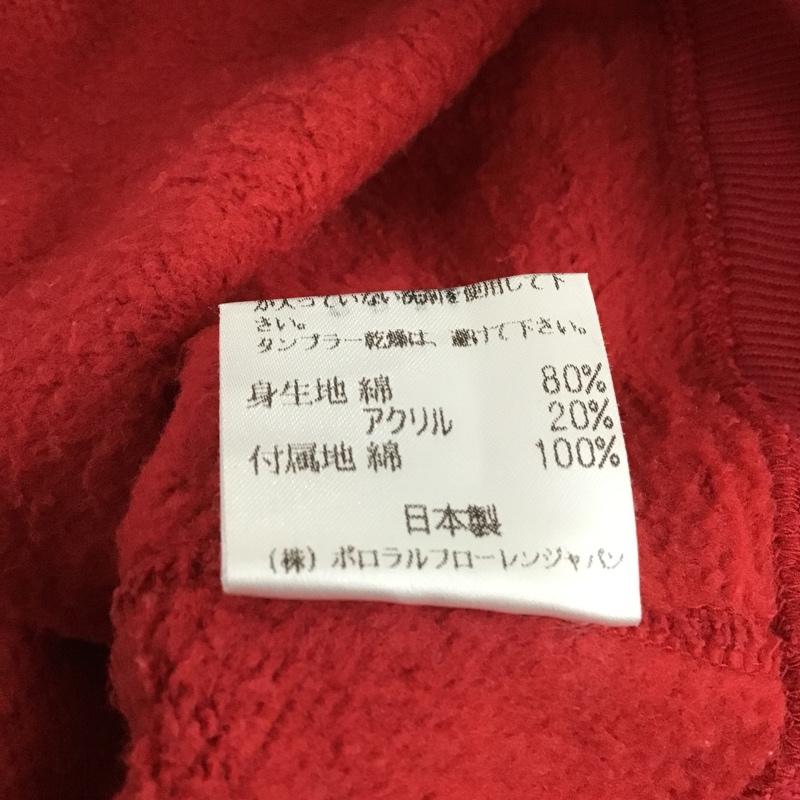 が入っていない洗剤を使用して下
さい。
タンブラー乾燥は、避けて下さい。
身生地 綿 80%
アクリル 20%
付属地 綿 100%
日本製
(株) ポロラルフローレンジャパン